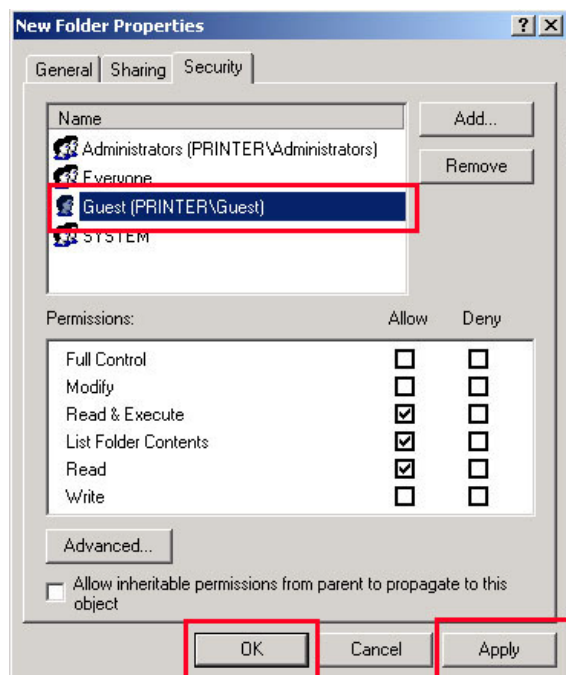 New Folder Properties
General Sharing Security
Name
Add...
Administrators (PRINTER\Administrators)
Remove
Everyone
Guest (PRINTER\Guest)
SYSTEM
Permissions: Allow Deny
Full Control
Modify
Read & Execute
List Folder Contents
Read
Write
Advanced...
Allow inheritable permissions from parent to propagate to this
object
OK Cancel Apply